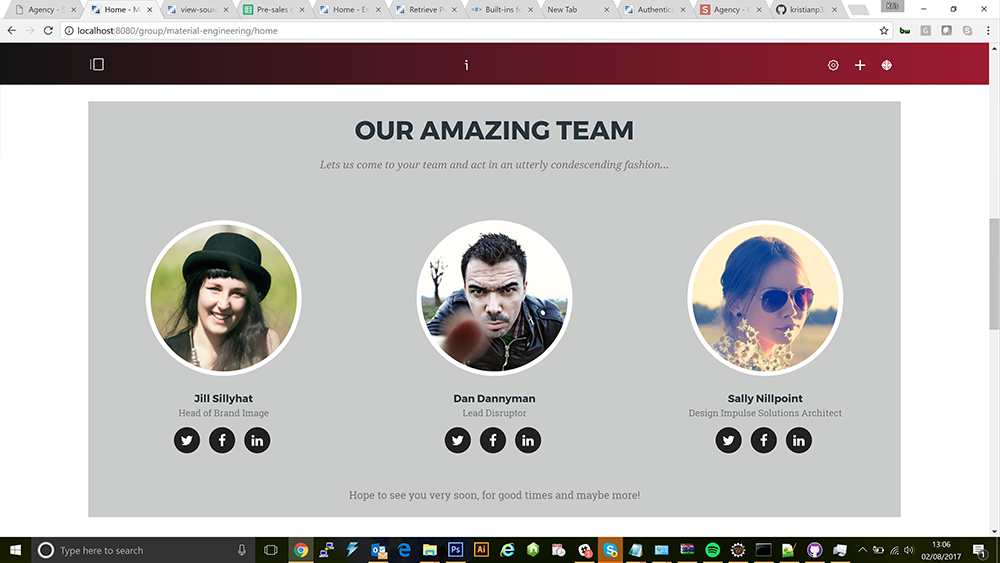 Agency - S
Home - M
view-sour
Pre-sales e
Home - En
Retrieve P
Built-ins fo
New Tab
Authentic
Agency - C
kristianp3
localhost:8080/group/material-engineering/home
OUR AMAZING TEAM
Lets us come to your team and act in an utterly condescending fashion...
Jill Sillyhat
Head of Brand Image
Dan Dannyman
Lead Disruptor
Sally Nillpoint
Design Impulse Solutions Architect
Hope to see you very soon, for good times and maybe more!
Type here to search
13:06
02/08/2017